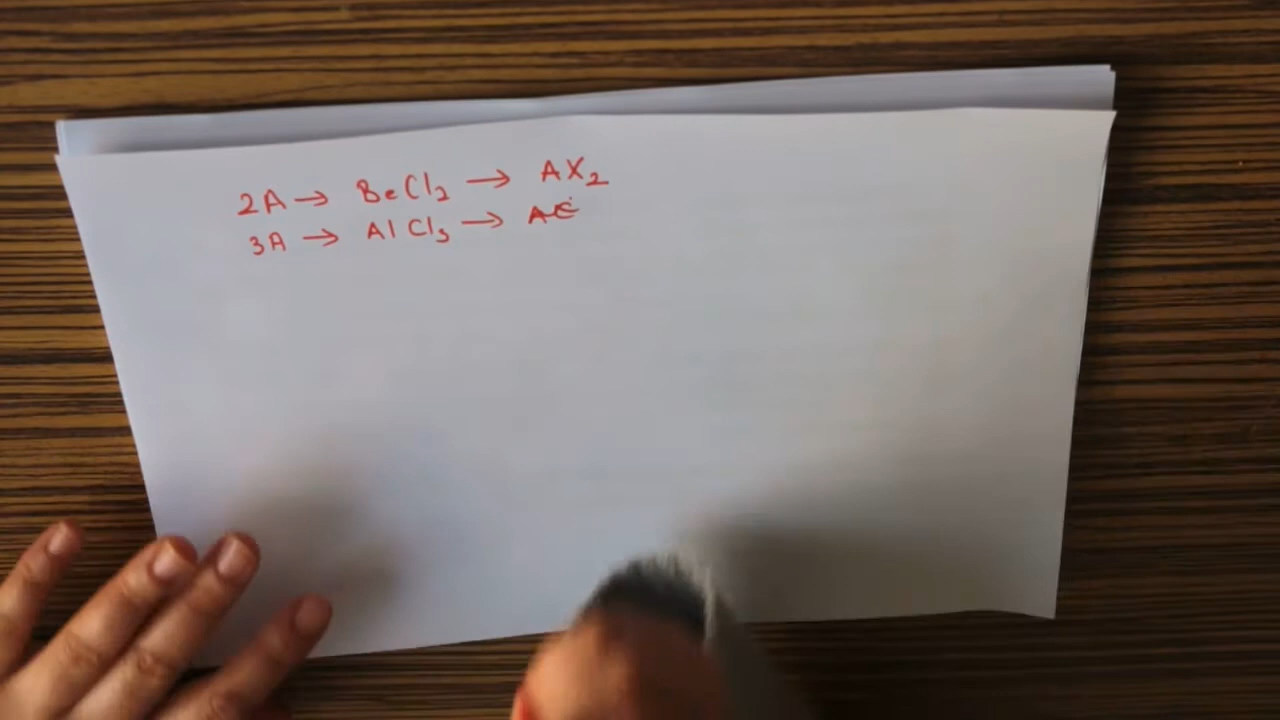 2A → BeCl₂ → AX₂
3A → AlCl₃ → A